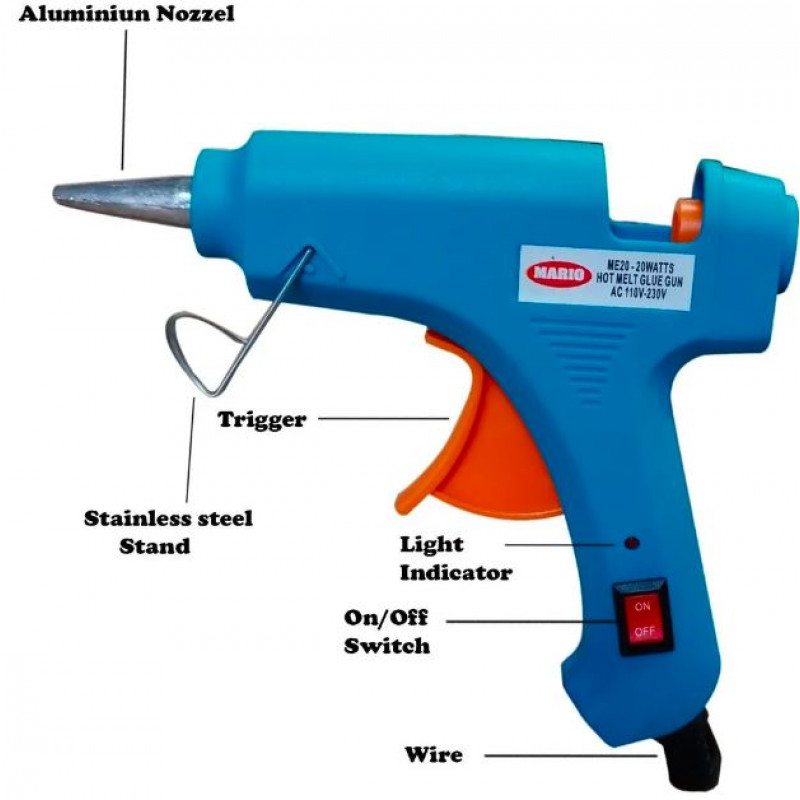 Aluminiun Nozzel
MARIO
ME20 - 20WATTS
HOT MELT GLUE GUN
AC 110V-230V
Trigger
Stainless steel
Stand
Light
Indicator
On/Off
Switch
ON
OFF
Wire